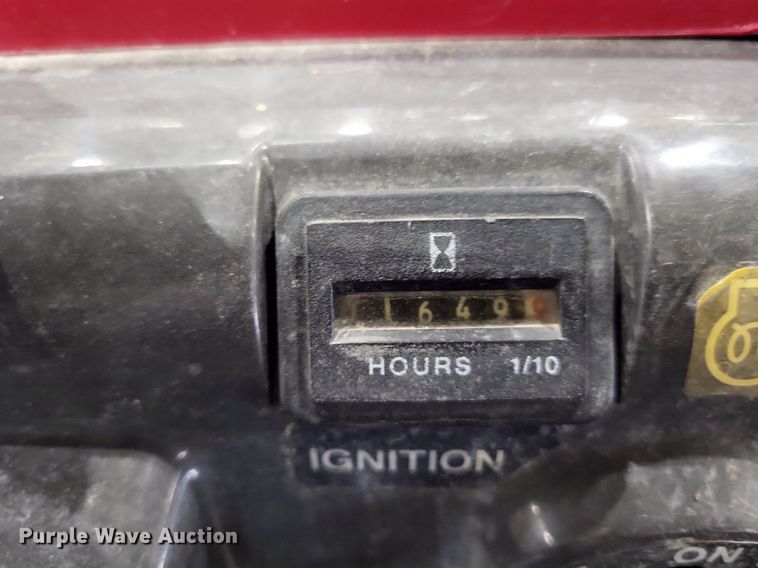 1649
HOURS 1/10
IGNITION
ON
Purple Wave Auction